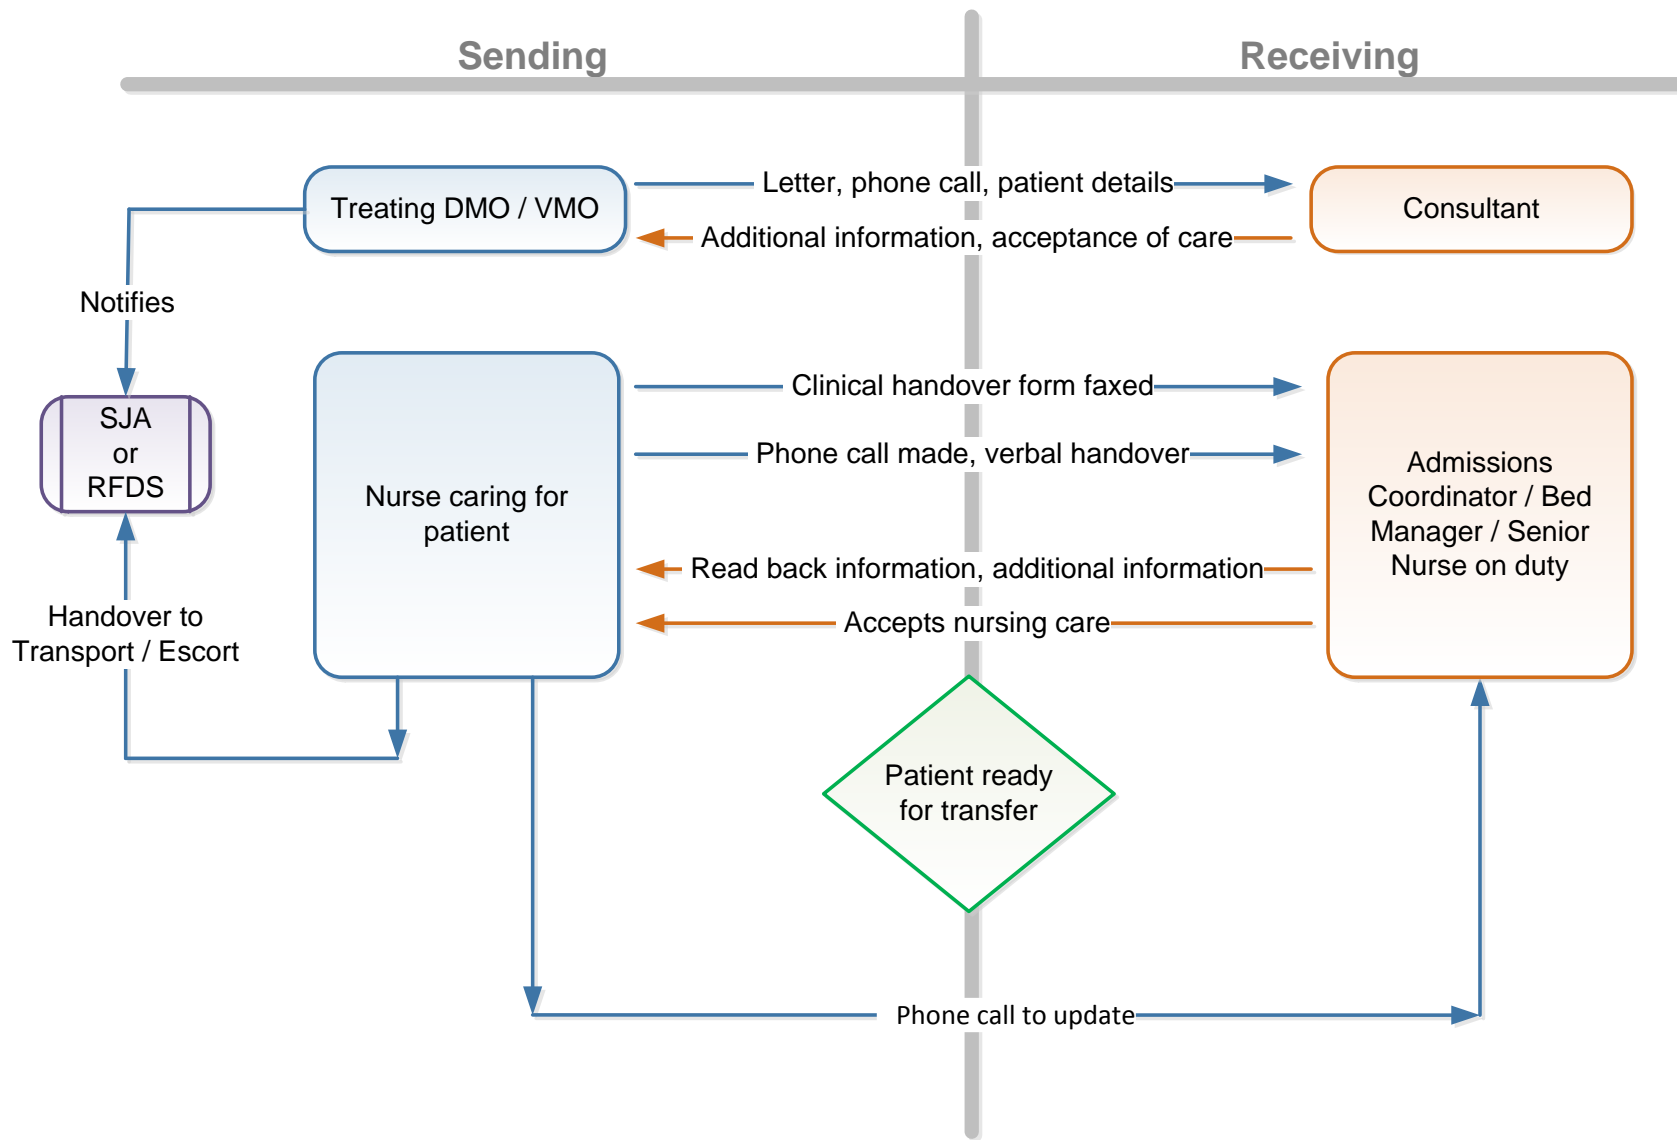 Sending
Receiving
Treating DMO / VMO
Letter, phone call, patient details
Additional information, acceptance of care
Consultant
Notifies
SJA
or
RFDS
Handover to
Transport / Escort
Nurse caring for
patient
Clinical handover form faxed
Phone call made, verbal handover
Read back information, additional information
Accepts nursing care
Admissions
Coordinator / Bed
Manager / Senior
Nurse on duty
Patient ready
for transfer
Phone call to update